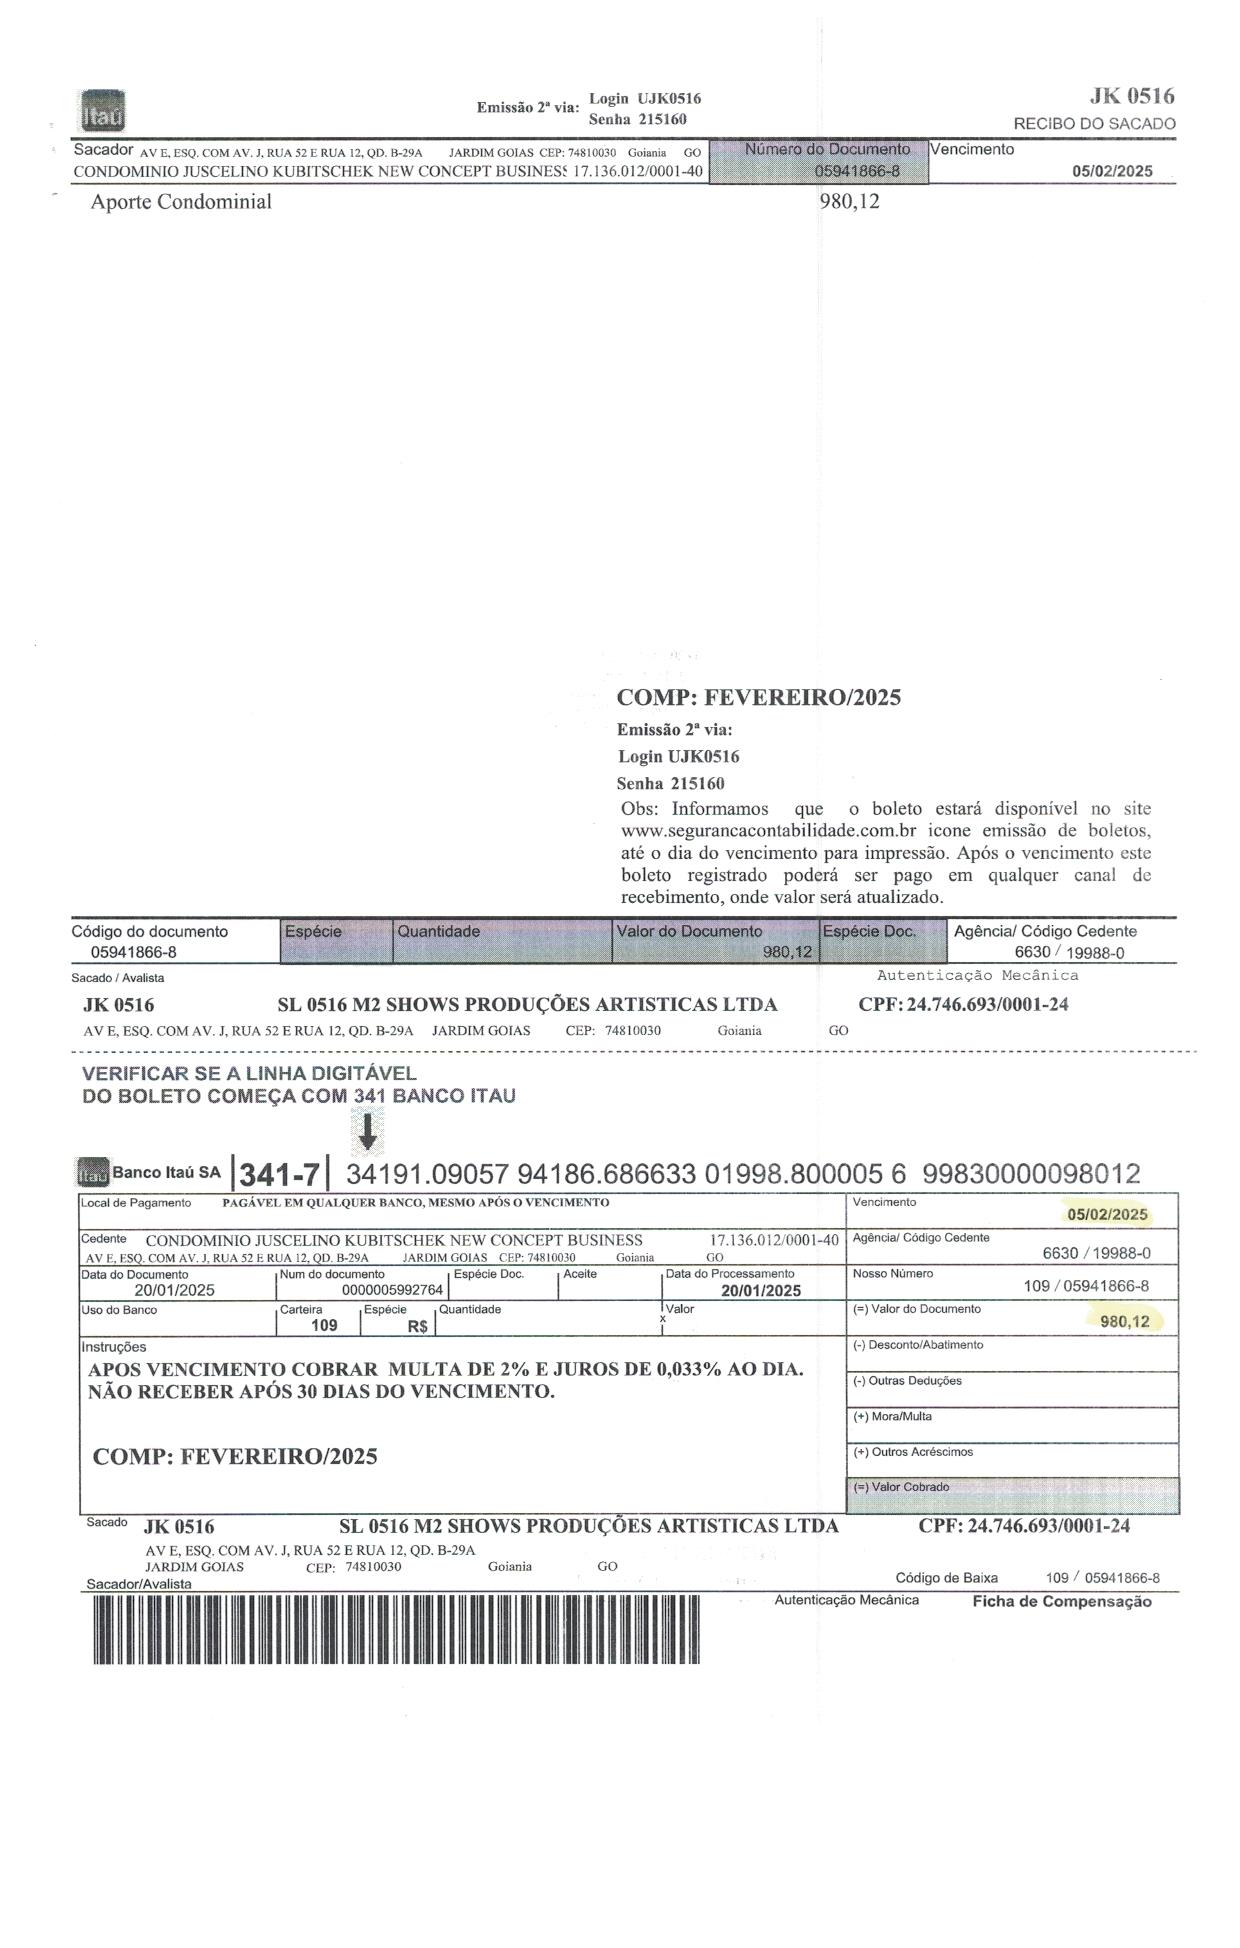 Itaú
Emissão 2ª via: Login UJK0516
Senha 215160
JK 0516
RECIBO DO SACADO
Sacador AV E, ESQ. COM AV. J, RUA 52 E RUA 12, QD. B-29A JARDIM GOIAS CEP: 74810030 Goiania GO
CONDOMINIO JUSCELINO KUBITSCHEK NEW CONCEPT BUSINESS 17.136.012/0001-40
Número do Documento
05941866-8
Vencimento
05/02/2025
Aporte Condominial 980,12
COMP: FEVEREIRO/2025
Emissão 2ª via:
Login UJK0516
Senha 215160
Obs: Informamos que o boleto estará disponível no site
www.segurancacontabilidade.com.br icone emissão de boletos,
até o dia do vencimento para impressão. Após o vencimento este
boleto registrado poderá ser pago em qualquer canal de
recebimento, onde valor será atualizado.
Código do documento Espécie Quantidade Valor do Documento Espécie Doc. Agência/ Código Cedente
05941866-8 980,12 6630 / 19988-0
Sacado / Avalista Autenticação Mecânica
JK 0516 SL 0516 M2 SHOWS PRODUÇÕES ARTISTICAS LTDA CPF: 24.746.693/0001-24
AV E, ESQ. COM AV. J, RUA 52 E RUA 12, QD. B-29A JARDIM GOIAS CEP: 74810030 Goiania GO
VERIFICAR SE A LINHA DIGITÁVEL
DO BOLETO COMEÇA COM 341 BANCO ITAU
Itaú Banco Itaú SA 341-7 34191.09057 94186.686633 01998.800005 6 99830000098012
Local de Pagamento PAGÁVEL EM QUALQUER BANCO, MESMO APÓS O VENCIMENTO Vencimento
05/02/2025
Cedente CONDOMINIO JUSCELINO KUBITSCHEK NEW CONCEPT BUSINESS 17.136.012/0001-40 Agência/ Código Cedente
AV E, ESQ. COM AV. J, RUA 52 E RUA 12, QD. B-29A JARDIM GOIAS CEP: 74810030 Goiania GO 6630 / 19988-0
Data do Documento Num do documento Espécie Doc. Aceite Data do Processamento Nosso Número
20/01/2025 0000005992764 20/01/2025 109 / 05941866-8
Uso do Banco Carteira Espécie Quantidade Valor (=) Valor do Documento
109 R$ x 980,12
Instruções (-) Desconto/Abatimento
APOS VENCIMENTO COBRAR MULTA DE 2% E JUROS DE 0,033% AO DIA.
NÃO RECEBER APÓS 30 DIAS DO VENCIMENTO.
(-) Outras Deduções
(+) Mora/Multa
(+) Outros Acréscimos
COMP: FEVEREIRO/2025
(=) Valor Cobrado
Sacado JK 0516 SL 0516 M2 SHOWS PRODUÇÕES ARTISTICAS LTDA CPF: 24.746.693/0001-24
AV E, ESQ. COM AV. J, RUA 52 E RUA 12, QD. B-29A
JARDIM GOIAS CEP: 74810030 Goiania GO
Sacador/Avalista Código de Baixa 109 / 05941866-8
Autenticação Mecânica Ficha de Compensação